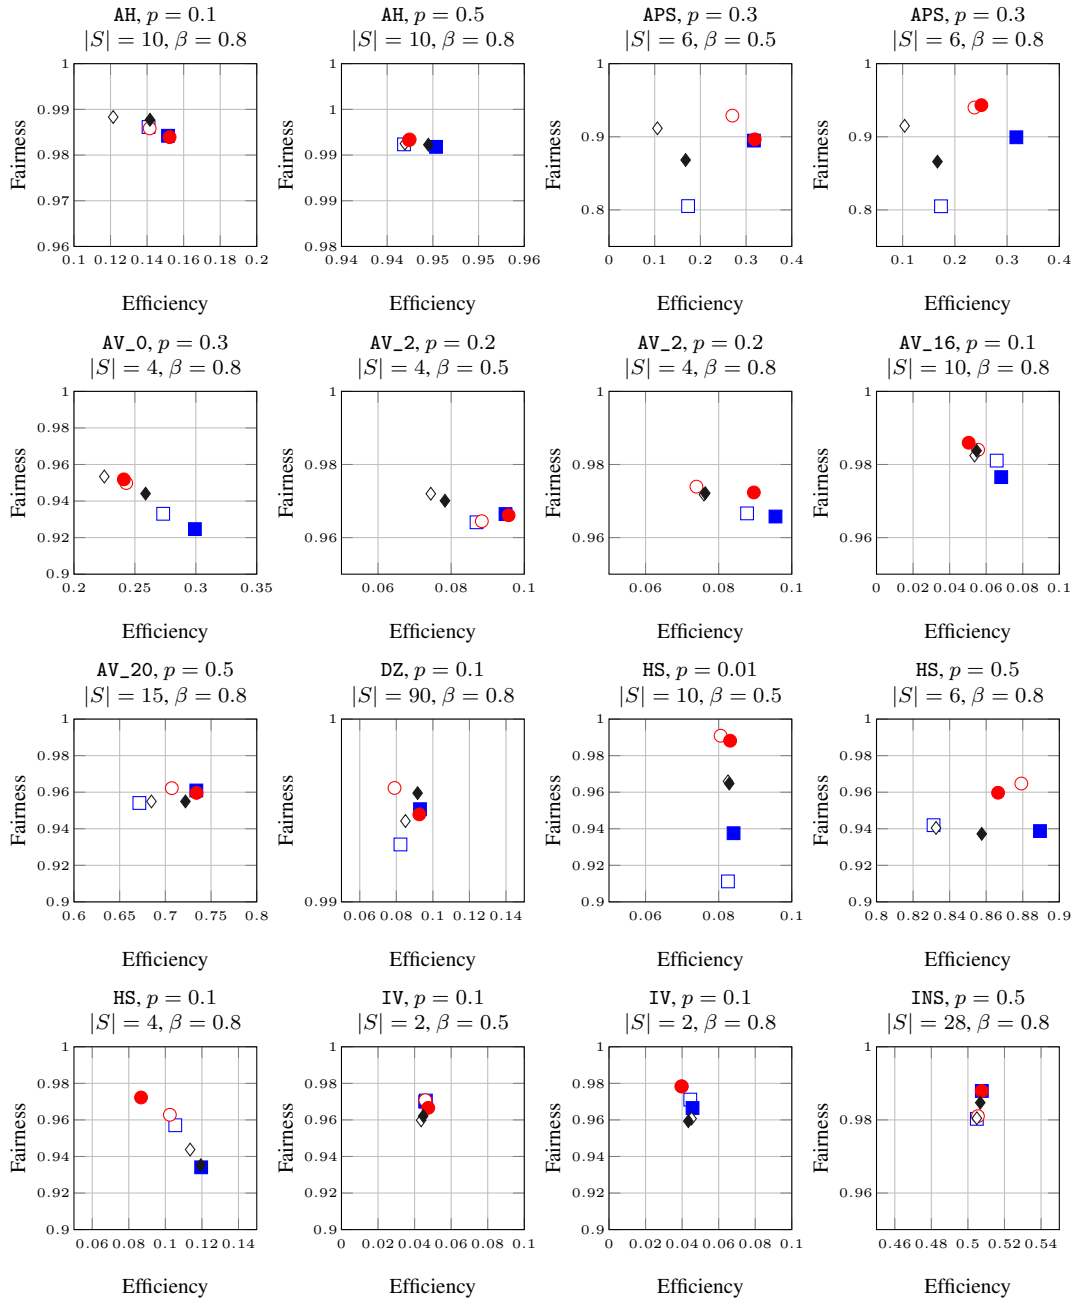 AH, p = 0.1
|S| = 10, β = 0.8
1
0.99
0.98
0.97
0.96
0.1 0.12 0.14 0.16 0.18 0.2
Fairness
Efficiency
AH, p = 0.5
|S| = 10, β = 0.8
1
1
0.99
0.99
0.98
0.94 0.94 0.95 0.95 0.96
Fairness
Efficiency
APS, p = 0.3
|S| = 6, β = 0.5
1
0.9
0.8
0 0.1 0.2 0.3 0.4
Fairness
Efficiency
APS, p = 0.3
|S| = 6, β = 0.8
1
0.9
0.8
0.1 0.2 0.3 0.4
Fairness
Efficiency
AV_0, p = 0.3
|S| = 4, β = 0.8
1
0.98
0.96
0.94
0.92
0.9
0.2 0.25 0.3 0.35
Fairness
Efficiency
AV_2, p = 0.2
|S| = 4, β = 0.5
1
0.98
0.96
0.06 0.08 0.1
Fairness
Efficiency
AV_2, p = 0.2
|S| = 4, β = 0.8
1
0.98
0.96
0.06 0.08 0.1
Fairness
Efficiency
AV_16, p = 0.1
|S| = 10, β = 0.8
1
0.98
0.96
0 0.02 0.04 0.06 0.08 0.1
Fairness
Efficiency
AV_20, p = 0.5
|S| = 15, β = 0.8
1
0.98
0.96
0.94
0.92
0.9
0.6 0.65 0.7 0.75 0.8
Fairness
Efficiency
DZ, p = 0.1
|S| = 90, β = 0.8
1
0.99
0.06 0.08 0.1 0.12 0.14
Fairness
Efficiency
HS, p = 0.01
|S| = 10, β = 0.5
1
0.98
0.96
0.94
0.92
0.9
0.06 0.08 0.1
Fairness
Efficiency
HS, p = 0.5
|S| = 6, β = 0.8
1
0.98
0.96
0.94
0.92
0.9
0.8 0.82 0.84 0.86 0.88 0.9
Fairness
Efficiency
HS, p = 0.1
|S| = 4, β = 0.8
1
0.98
0.96
0.94
0.92
0.9
0.06 0.08 0.1 0.12 0.14
Fairness
Efficiency
IV, p = 0.1
|S| = 2, β = 0.5
1
0.98
0.96
0.94
0.92
0.9
0 0.02 0.04 0.06 0.08 0.1
Fairness
Efficiency
IV, p = 0.1
|S| = 2, β = 0.8
1
0.98
0.96
0.94
0.92
0.9
0 0.02 0.04 0.06 0.08 0.1
Fairness
Efficiency
INS, p = 0.5
|S| = 28, β = 0.8
1
0.98
0.96
0.46 0.48 0.5 0.52 0.54
Fairness
Efficiency